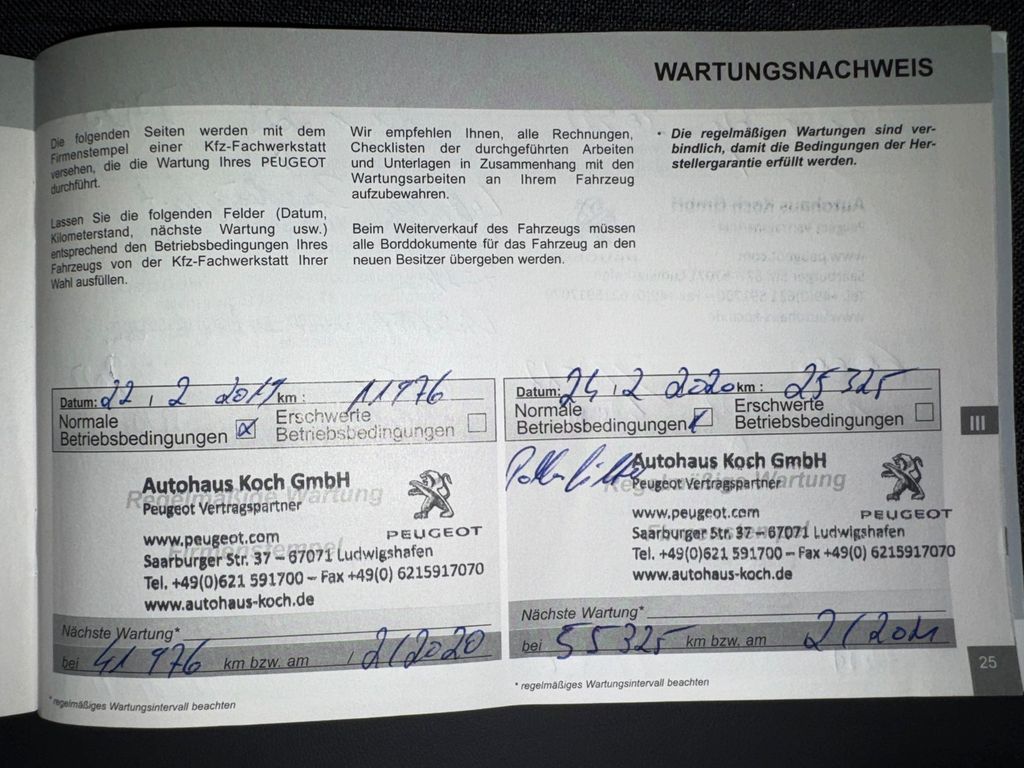 WARTUNGSNACHWEIS
Die folgenden Seiten werden mit dem
Firmenstempel einer Kfz-Fachwerkstatt
versehen, die die Wartung Ihres PEUGEOT
durchführt.
Lassen Sie die folgenden Felder (Datum,
Kilometerstand, nächste Wartung usw.)
entsprechend den Betriebsbedingungen Ihres
Fahrzeugs von der Kfz-Fachwerkstatt Ihrer
Wahl ausfüllen.
Wir empfehlen Ihnen, alle Rechnungen,
Checklisten der durchgeführten Arbeiten
und Unterlagen in Zusammenhang mit den
Wartungsarbeiten an Ihrem Fahrzeug
aufzubewahren.
Beim Weiterverkauf des Fahrzeugs müssen
alle Borddokumente für das Fahrzeug an den
neuen Besitzer übergeben werden.
• Die regelmäßigen Wartungen sind ver-
bindlich, damit die Bedingungen der Her-
stellergarantie erfüllt werden.
Datum: 22 , 2 2019 km : 11976
Normale
Betriebsbedingungen
Erschwerte
Betriebsbedingungen
Regelmäßige Wartung
Firmenstempel
Autohaus Koch GmbH
Peugeot Vertragspartner
PEUGEOT
www.peugeot.com
Saarburger Str. 37 – 67071 Ludwigshafen
Tel. +49(0)621 591700 – Fax +49(0) 6215917070
www.autohaus-koch.de
Nächste Wartung*
bei 41 976 km bzw. am , 2/2020
* regelmäßiges Wartungsintervall beachten
Datum: 24 , 2 2020 km : 25325
Normale
Betriebsbedingungen
Erschwerte
Betriebsbedingungen
Regelmäßige Wartung
Firmenstempel
Autohaus Koch GmbH
Peugeot Vertragspartner
PEUGEOT
www.peugeot.com
Saarburger Str. 37 – 67071 Ludwigshafen
Tel. +49(0)621 591700 – Fax +49(0) 6215917070
www.autohaus-koch.de
Nächste Wartung*
bei 55325 km bzw. am 2/2021
* regelmäßiges Wartungsintervall beachten
III
25